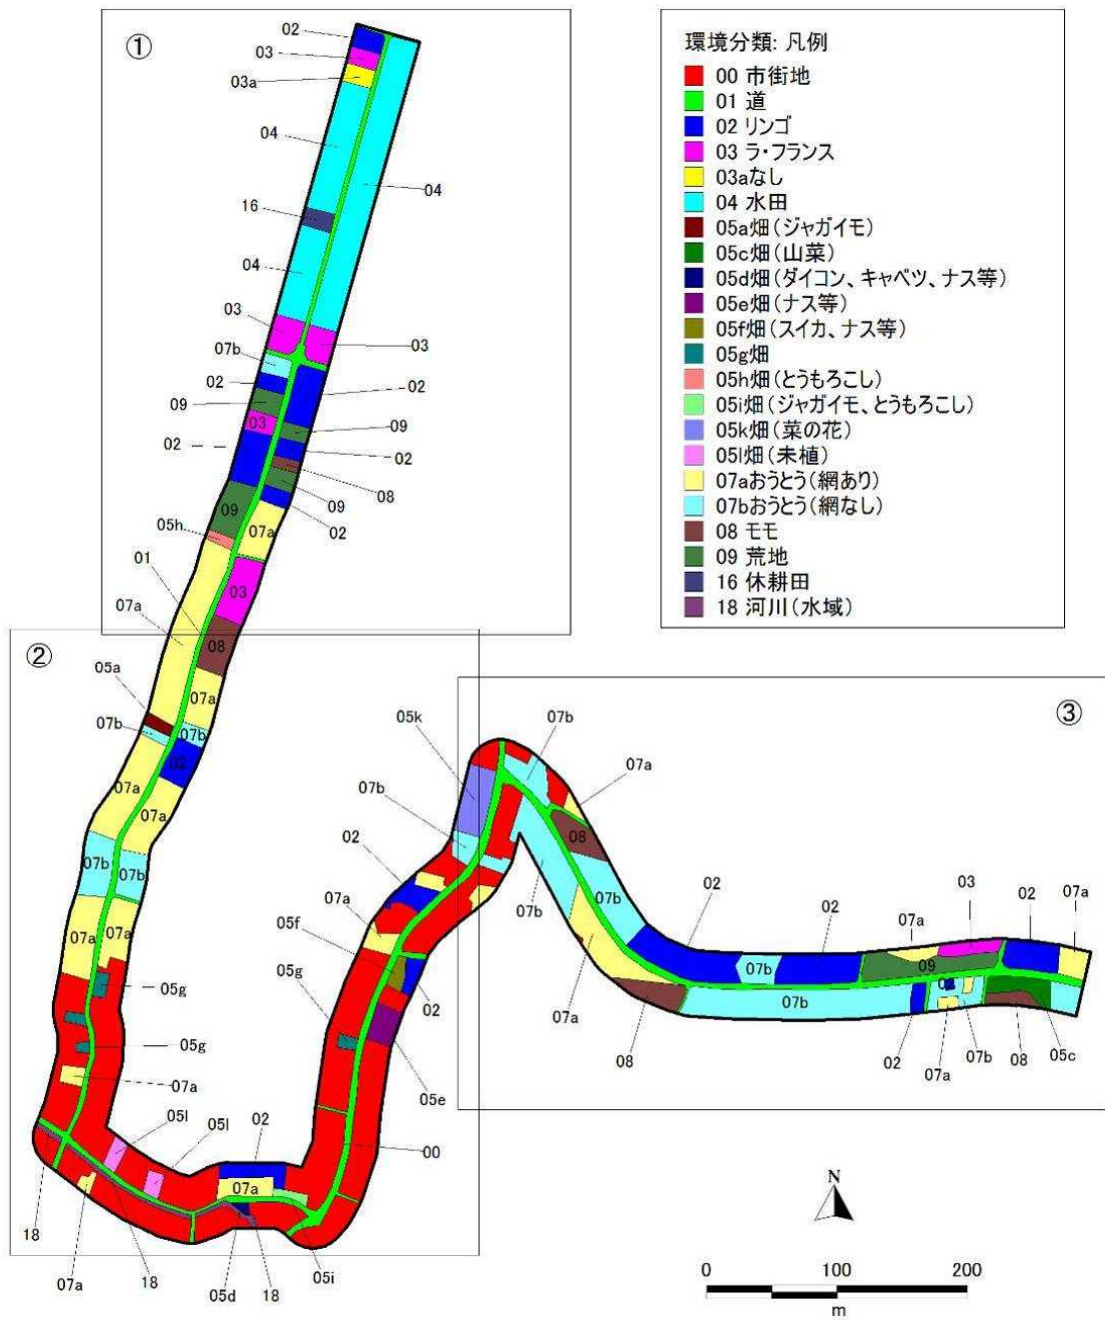 ①
02
03
03a
04
04
16
04
03
03
07b
02
02
09
09
03
02
02
08
09
09
02
05h
07a
01
03
07a
08
環境分類: 凡例
00 市街地
01 道
02 リンゴ
03 ラ・フランス
03aなし
04 水田
05a畑(ジャガイモ)
05c畑(山菜)
05d畑(ダイコン、キャベツ、ナス等)
05e畑(ナス等)
05f畑(スイカ、ナス等)
05g畑
05h畑(とうもろこし)
05i畑(ジャガイモ、とうもろこし)
05k畑(菜の花)
05l畑(未植)
07aおうとう(網あり)
07bおうとう(網なし)
08 モモ
09 荒地
16 休耕田
18 河川(水域)
②
05a
07a
07b
07b
02
07a
07a
07b
07b
07a
07a
05g
05g
07a
05l
05l
02
07a
18
07a
18
05d
18
05i
00
05e
02
05g
05f
07a
02
07b
05k
③
07b
07a
08
07b
07b
02
02
07b
07a
03
02
07a
09
07a
08
07b
02
07a
07b
08
05c
N
0 100 200
m